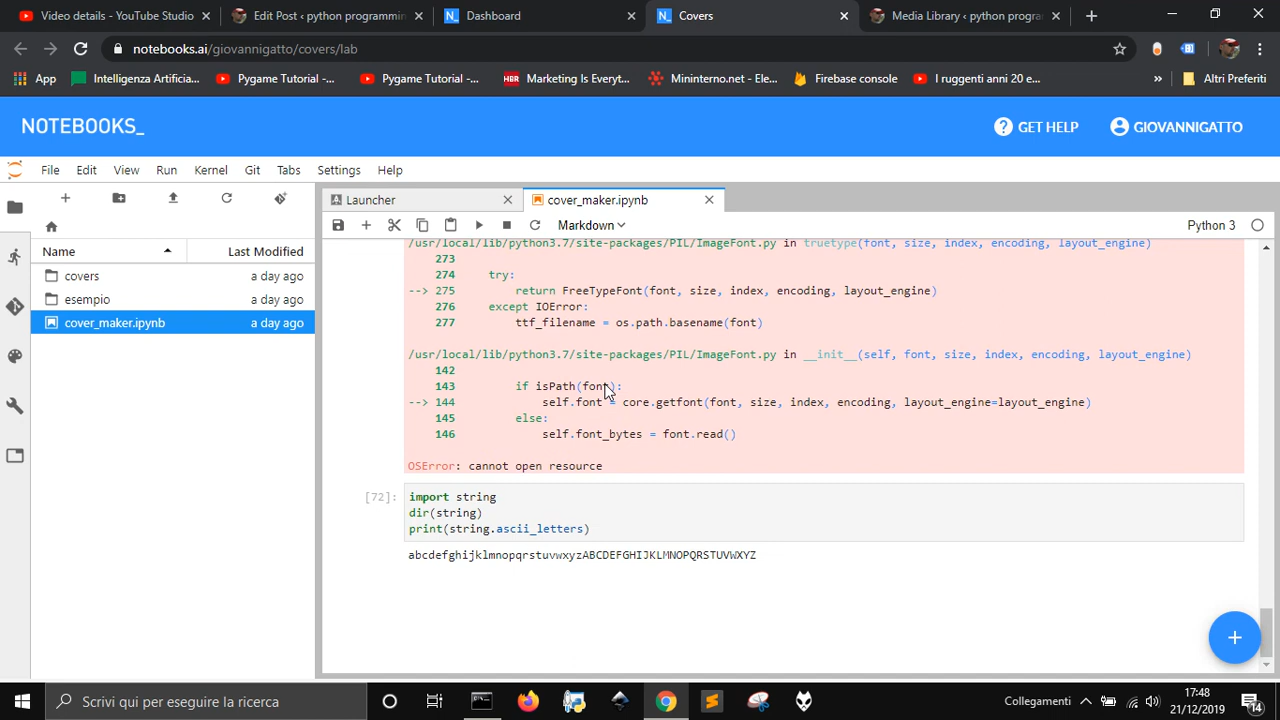 Video details - YouTube Studio
Edit Post ‹ python programmin
Dashboard
Covers
Media Library ‹ python progra
notebooks.ai/giovannigatto/covers/lab
App
Intelligenza Artificia...
Pygame Tutorial -...
Pygame Tutorial -...
HBR
Marketing Is Everyt...
Mininterno.net - Ele...
Firebase console
I ruggenti anni 20 e...
»
Altri Preferiti
NOTEBOOKS_
GET HELP
GIOVANNIGATTO
File Edit View Run Kernel Git Tabs Settings Help
Launcher
cover_maker.ipynb
Markdown
Python 3
Name
Last Modified
covers a day ago
esempio a day ago
cover_maker.ipynb a day ago
/usr/local/lib/python3.7/site-packages/PIL/ImageFont.py in truetype(font, size, index, encoding, layout_engine)
273
274 try:
--> 275 return FreeTypeFont(font, size, index, encoding, layout_engine)
276 except IOError:
277 ttf_filename = os.path.basename(font)
/usr/local/lib/python3.7/site-packages/PIL/ImageFont.py in __init__(self, font, size, index, encoding, layout_engine)
142
143 if isPath(font):
--> 144 self.font = core.getfont(font, size, index, encoding, layout_engine=layout_engine)
145 else:
146 self.font_bytes = font.read()
OSError: cannot open resource
[72]:
import string
dir(string)
print(string.ascii_letters)
abcdefghijklmnopqrstuvwxyzABCDEFGHIJKLMNOPQRSTUVWXYZ
Scrivi qui per eseguire la ricerca
Collegamenti
17:48
21/12/2019
14